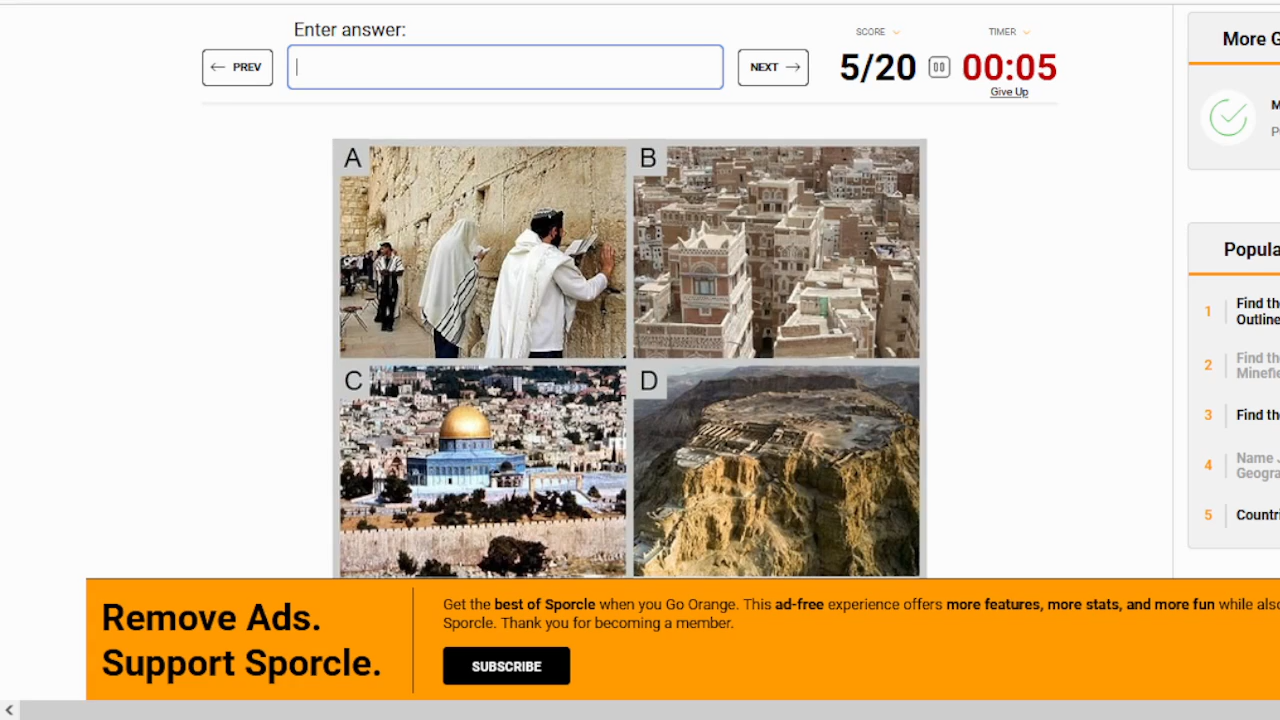 Enter answer:
SCORE
TIMER
← PREV
NEXT →
5/20
00:05
Give Up
More G
M
P
A
B
C
D
Popula
1 Find th
Outline
2 Find th
Minefie
3 Find th
4 Name J
Geogra
5 Countri
Remove Ads.
Support Sporcle.
Get the best of Sporcle when you Go Orange. This ad-free experience offers more features, more stats, and more fun while also
Sporcle. Thank you for becoming a member.
SUBSCRIBE